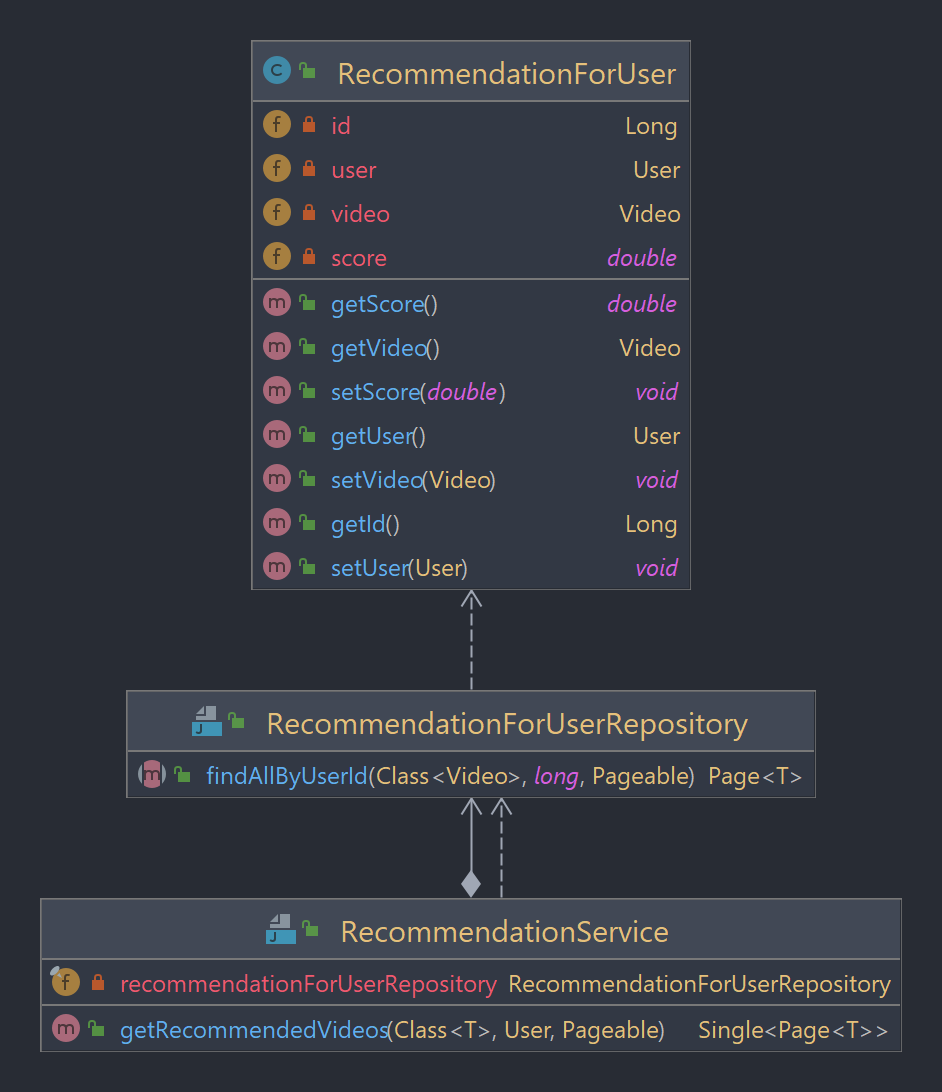 RecommendationForUser
id Long
user User
video Video
score double
getScore() double
getVideo() Video
setScore(double) void
getUser() User
setVideo(Video) void
getId() Long
setUser(User) void
RecommendationForUserRepository
findAllByUserId(Class<Video>, long, Pageable) Page<T>
RecommendationService
recommendationForUserRepository RecommendationForUserRepository
getRecommendedVideos(Class<T>, User, Pageable) Single<Page<T>>